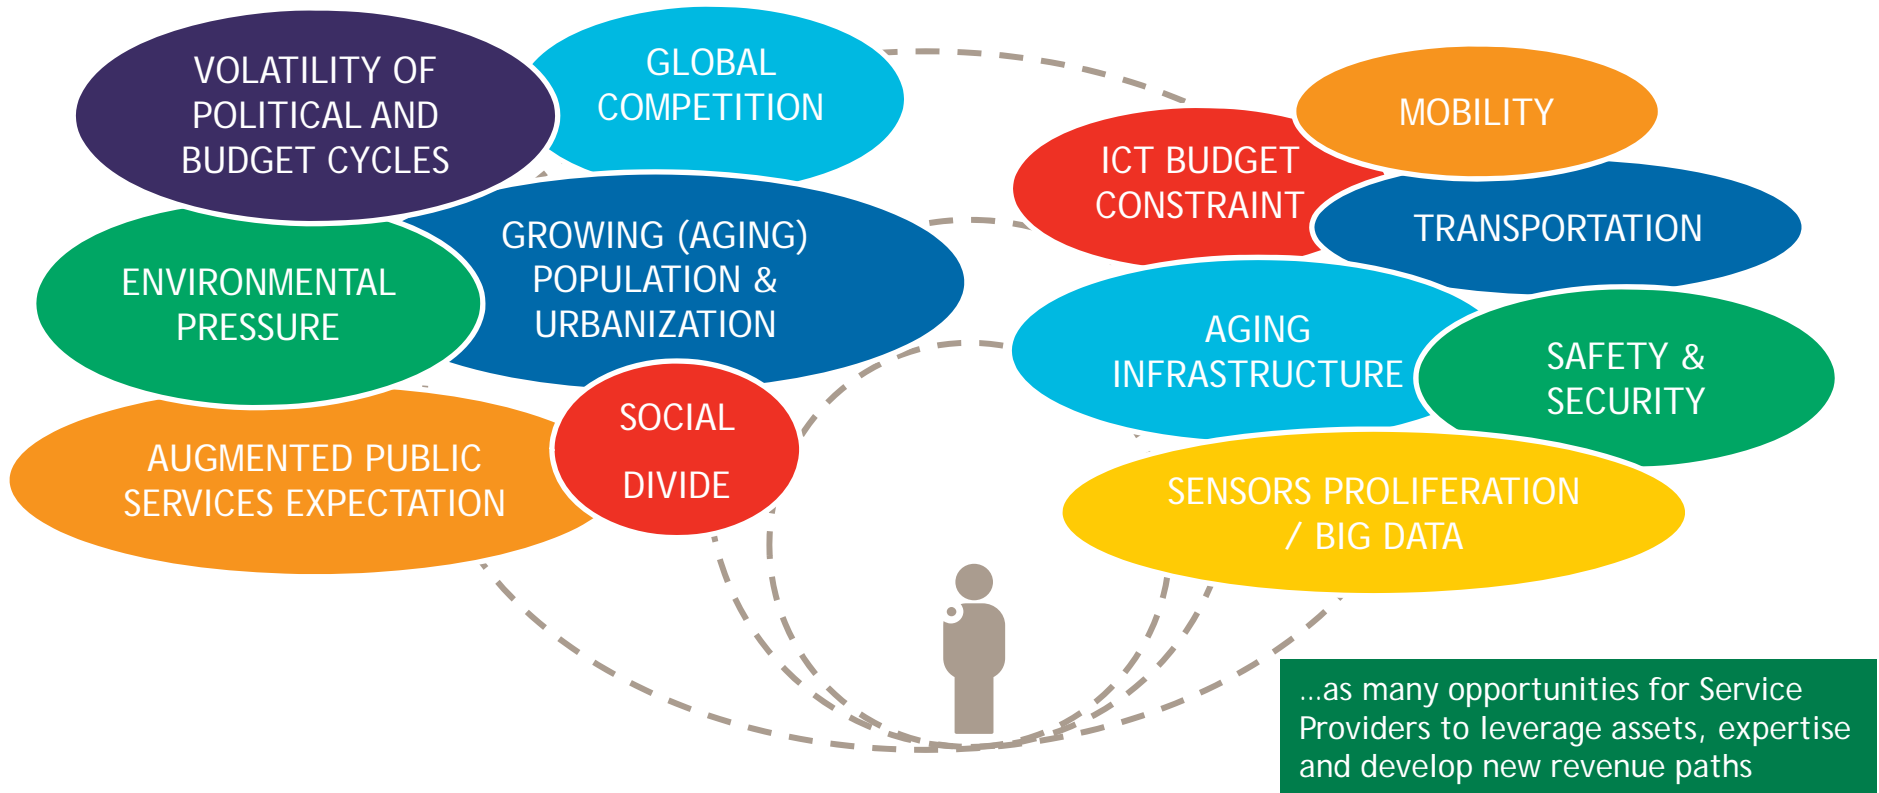 VOLATILITY OF
POLITICAL AND
BUDGET CYCLES
GLOBAL
COMPETITION
GROWING (AGING)
POPULATION &
URBANIZATION
ENVIRONMENTAL
PRESSURE
AUGMENTED PUBLIC
SERVICES EXPECTATION
SOCIAL
DIVIDE
MOBILITY
ICT BUDGET
CONSTRAINT
TRANSPORTATION
AGING
INFRASTRUCTURE
SAFETY &
SECURITY
SENSORS PROLIFERATION
/ BIG DATA
...as many opportunities for Service
Providers to leverage assets, expertise
and develop new revenue paths